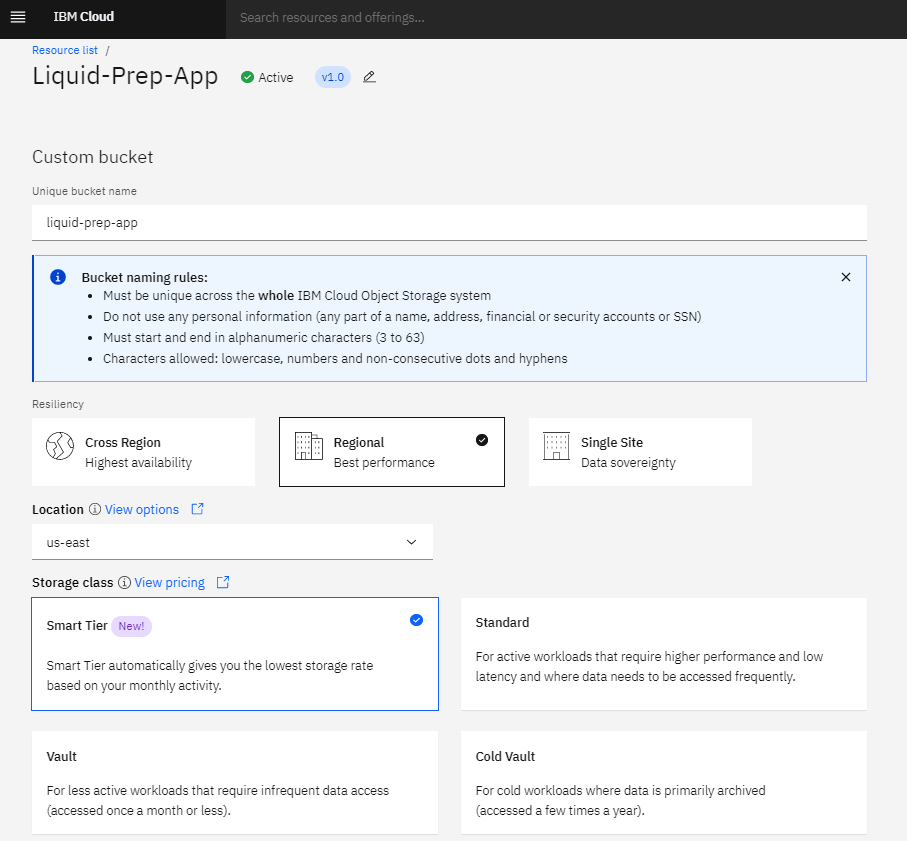 IBM Cloud
Search resources and offerings...
Resource list /
Liquid-Prep-App
Active
v1.0
Custom bucket
Unique bucket name
liquid-prep-app
Bucket naming rules:
• Must be unique across the whole IBM Cloud Object Storage system
• Do not use any personal information (any part of a name, address, financial or security accounts or SSN)
• Must start and end in alphanumeric characters (3 to 63)
• Characters allowed: lowercase, numbers and non-consecutive dots and hyphens
Resiliency
Cross Region
Highest availability
Regional
Best performance
Single Site
Data sovereignty
Location View options
us-east
Storage class View pricing
Smart Tier New!
Smart Tier automatically gives you the lowest storage rate
based on your monthly activity.
Standard
For active workloads that require higher performance and low
latency and where data needs to be accessed frequently.
Vault
For less active workloads that require infrequent data access
(accessed once a month or less).
Cold Vault
For cold workloads where data is primarily archived
(accessed a few times a year).